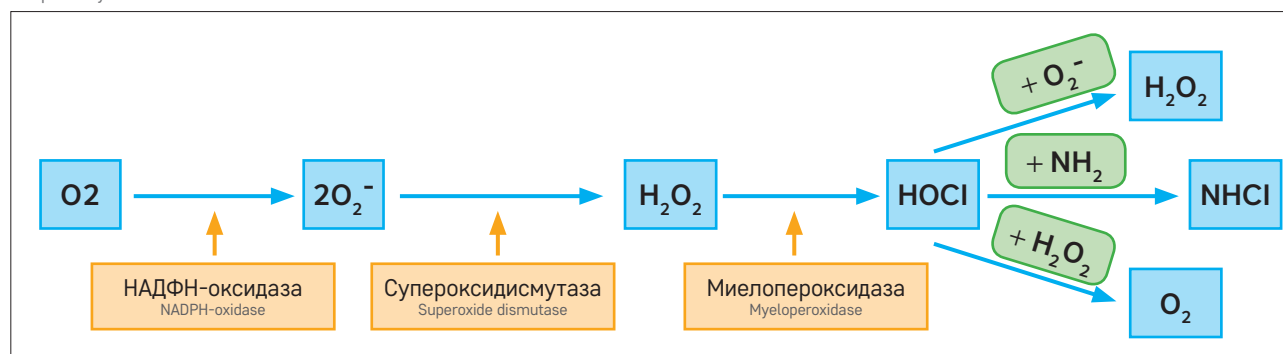 + O₂⁻
H₂O₂
+ NH₂
O2
2O₂⁻
H₂O₂
HOCl
NHCl
+ H₂O₂
НАДФН-оксидаза
NADPH-oxidase
Супероксидисмутаза
Superoxide dismutase
Миелопероксидаза
Myeloperoxidase
O₂